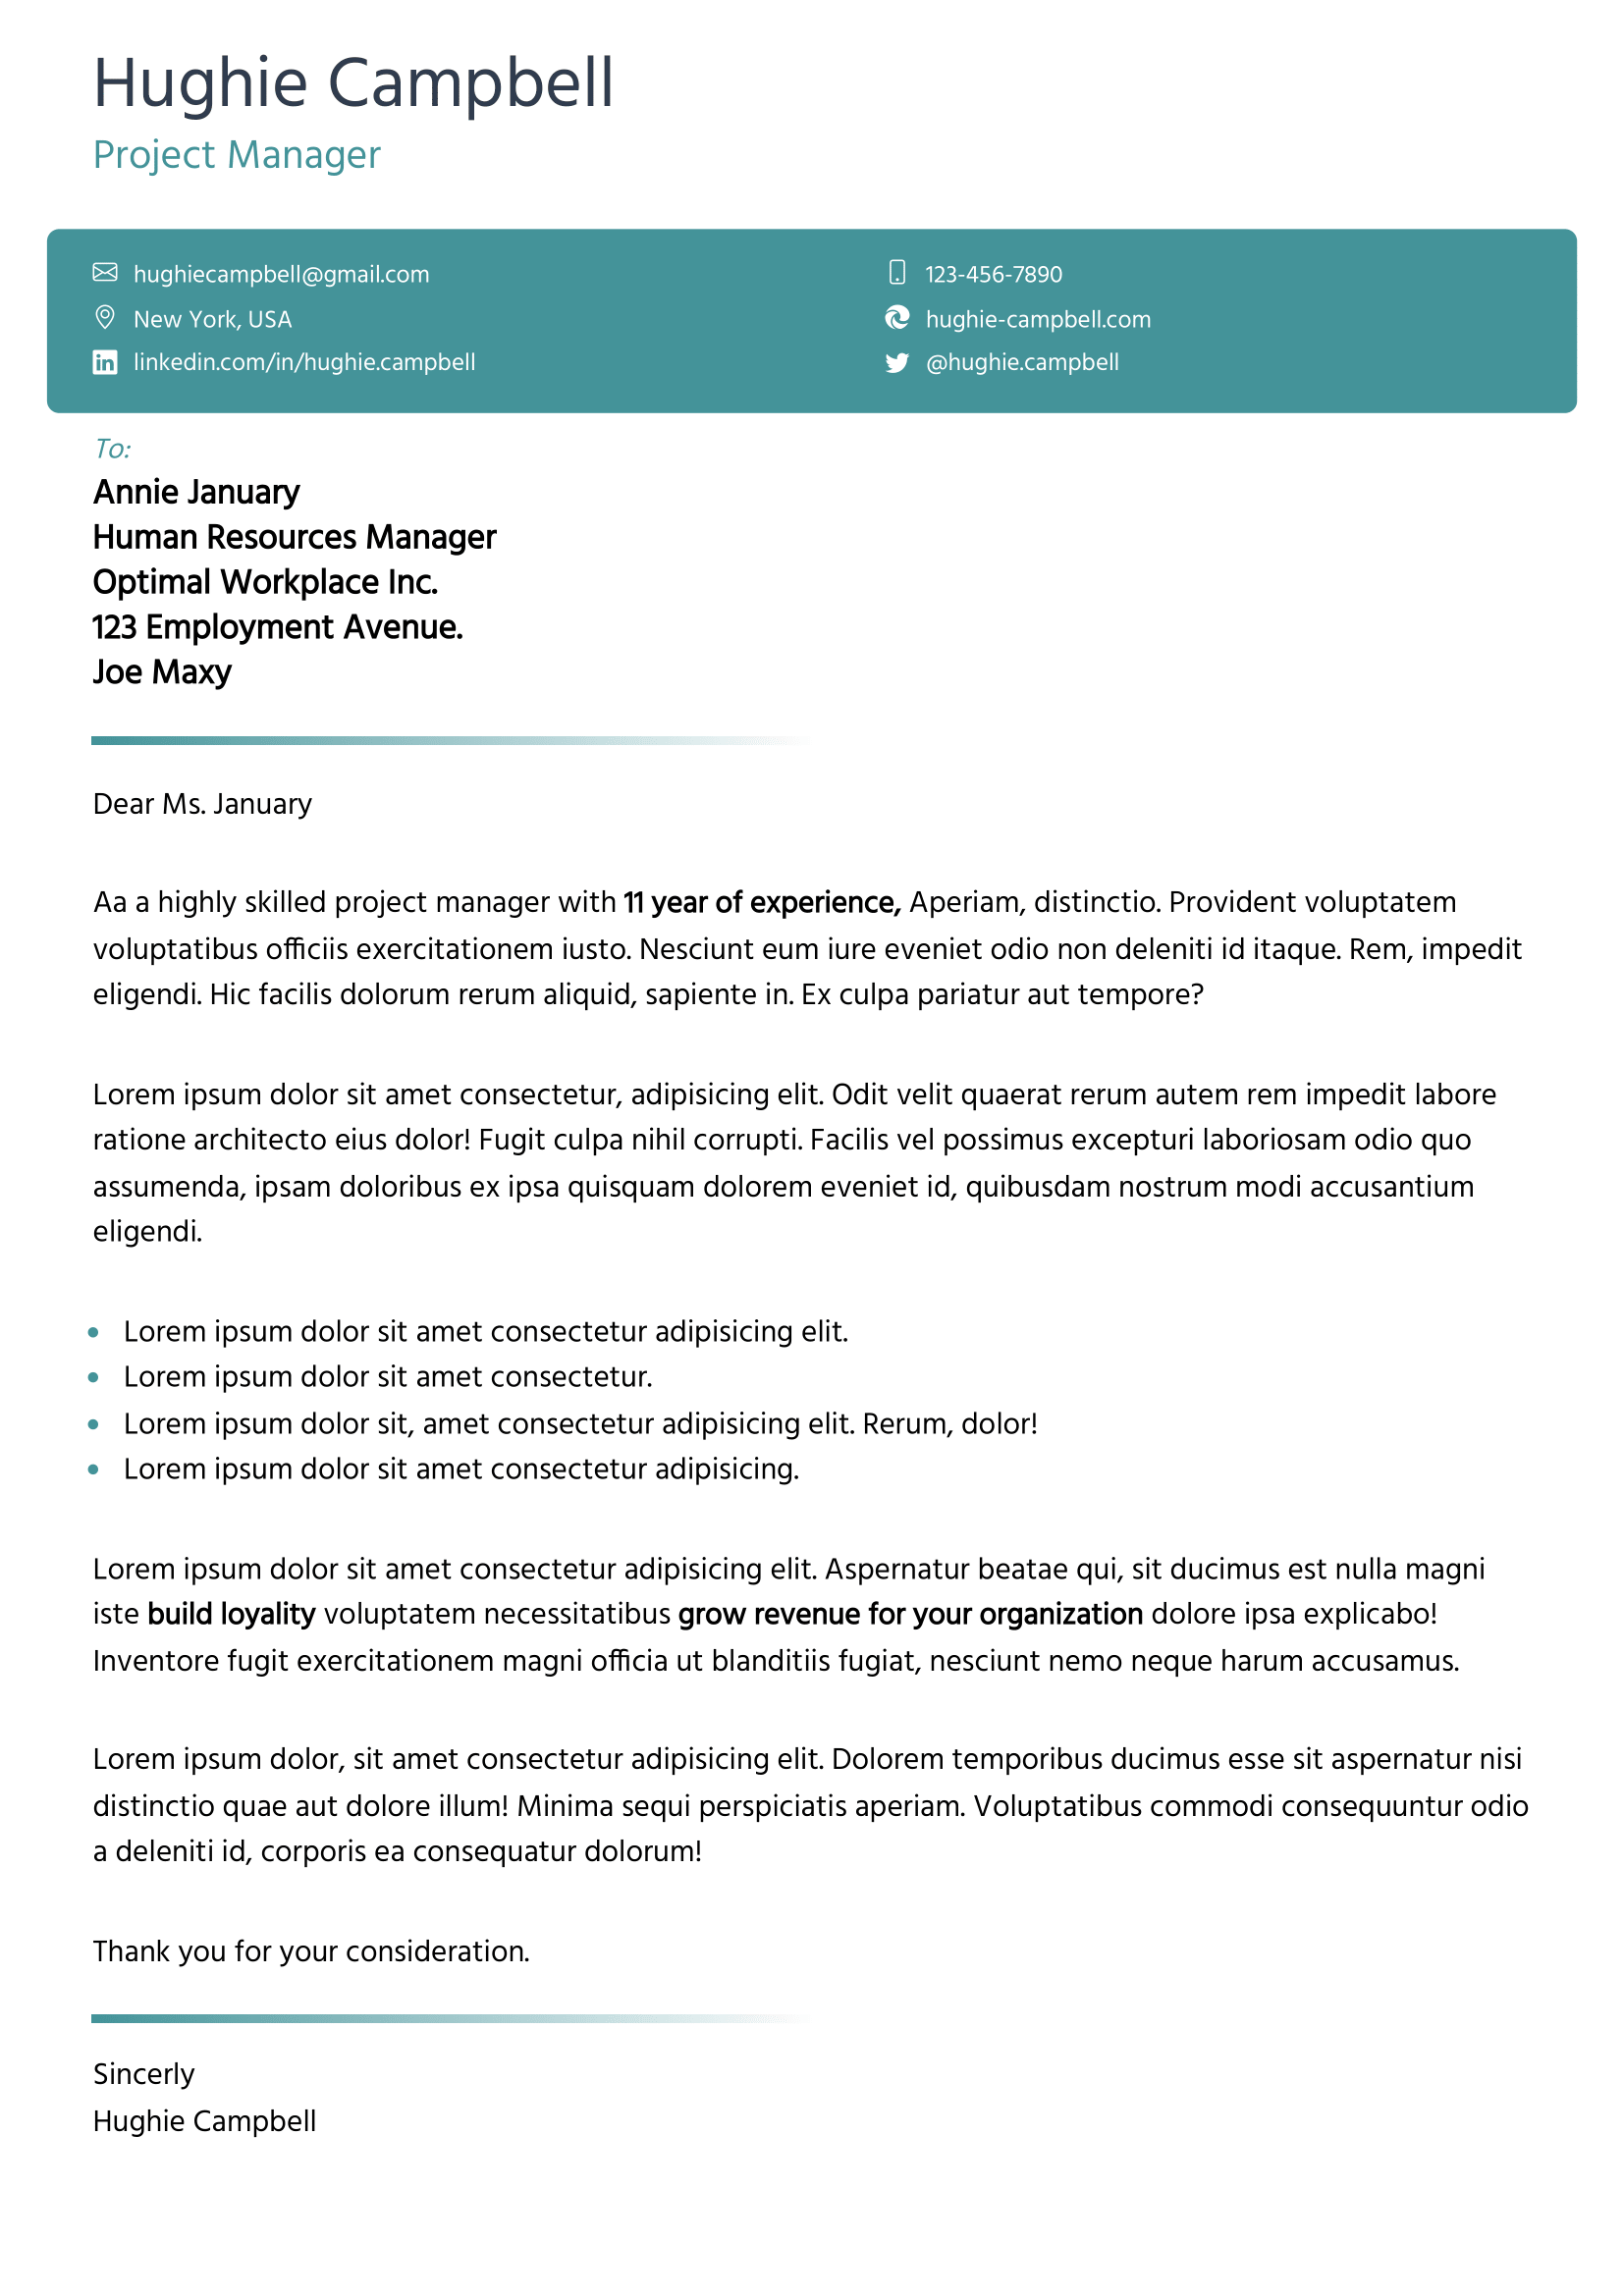 Hughie Campbell
Project Manager
hughiecampbell@gmail.com
123-456-7890
New York, USA
hughie-campbell.com
linkedin.com/in/hughie.campbell
@hughie.campbell
To:
Annie January
Human Resources Manager
Optimal Workplace Inc.
123 Employment Avenue.
Joe Maxy
Dear Ms. January
Aa a highly skilled project manager with 11 year of experience, Aperiam, distinctio. Provident voluptatem
voluptatibus officiis exercitationem iusto. Nesciunt eum iure eveniet odio non deleniti id itaque. Rem, impedit
eligendi. Hic facilis dolorum rerum aliquid, sapiente in. Ex culpa pariatur aut tempore?
Lorem ipsum dolor sit amet consectetur, adipisicing elit. Odit velit quaerat rerum autem rem impedit labore
ratione architecto eius dolor! Fugit culpa nihil corrupti. Facilis vel possimus excepturi laboriosam odio quo
assumenda, ipsam doloribus ex ipsa quisquam dolorem eveniet id, quibusdam nostrum modi accusantium
eligendi.
• Lorem ipsum dolor sit amet consectetur adipisicing elit.
• Lorem ipsum dolor sit amet consectetur.
• Lorem ipsum dolor sit, amet consectetur adipisicing elit. Rerum, dolor!
• Lorem ipsum dolor sit amet consectetur adipisicing.
Lorem ipsum dolor sit amet consectetur adipisicing elit. Aspernatur beatae qui, sit ducimus est nulla magni
iste build loyality voluptatem necessitatibus grow revenue for your organization dolore ipsa explicabo!
Inventore fugit exercitationem magni officia ut blanditiis fugiat, nesciunt nemo neque harum accusamus.
Lorem ipsum dolor, sit amet consectetur adipisicing elit. Dolorem temporibus ducimus esse sit aspernatur nisi
distinctio quae aut dolore illum! Minima sequi perspiciatis aperiam. Voluptatibus commodi consequuntur odio
a deleniti id, corporis ea consequatur dolorum!
Thank you for your consideration.
Sincerly
Hughie Campbell